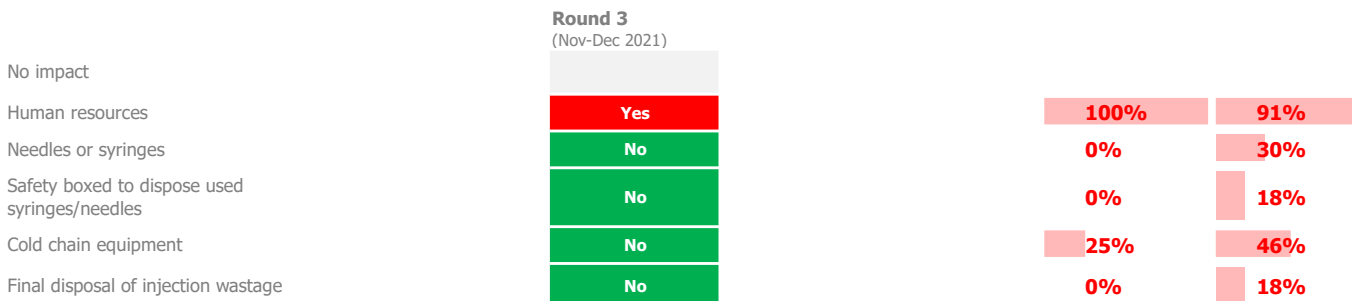 Round 3
(Nov-Dec 2021)
No impact
Human resources Yes 100% 91%
Needles or syringes No 0% 30%
Safety boxed to dispose used
syringes/needles No 0% 18%
Cold chain equipment No 25% 46%
Final disposal of injection wastage No 0% 18%